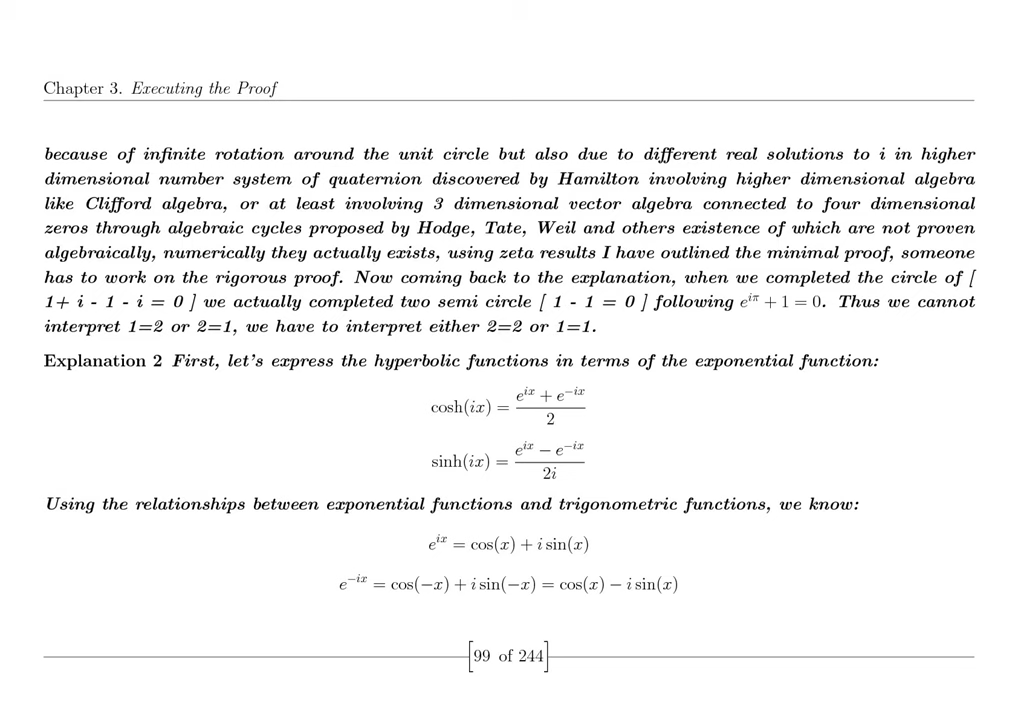 Chapter 3. Executing the Proof
because of infinite rotation around the unit circle but also due to different real solutions to i in higher
dimensional number system of quaternion discovered by Hamilton involving higher dimensional algebra
like Clifford algebra, or at least involving 3 dimensional vector algebra connected to four dimensional
zeros through algebraic cycles proposed by Hodge, Tate, Weil and others existence of which are not proven
algebraically, numerically they actually exists, using zeta results I have outlined the minimal proof, someone
has to work on the rigorous proof. Now coming back to the explanation, when we completed the circle of [
1+ i - 1 - i = 0 ] we actually completed two semi circle [ 1 - 1 = 0 ] following e^{iπ} + 1 = 0. Thus we cannot
interpret 1=2 or 2=1, we have to interpret either 2=2 or 1=1.
Explanation 2 First, let's express the hyperbolic functions in terms of the exponential function:
cosh(ix) = \frac{e^{ix} + e^{-ix}}{2}
sinh(ix) = \frac{e^{ix} - e^{-ix}}{2i}
Using the relationships between exponential functions and trigonometric functions, we know:
e^{ix} = cos(x) + i sin(x)
e^{-ix} = cos(−x) + i sin(−x) = cos(x) − i sin(x)
[99 of 244]